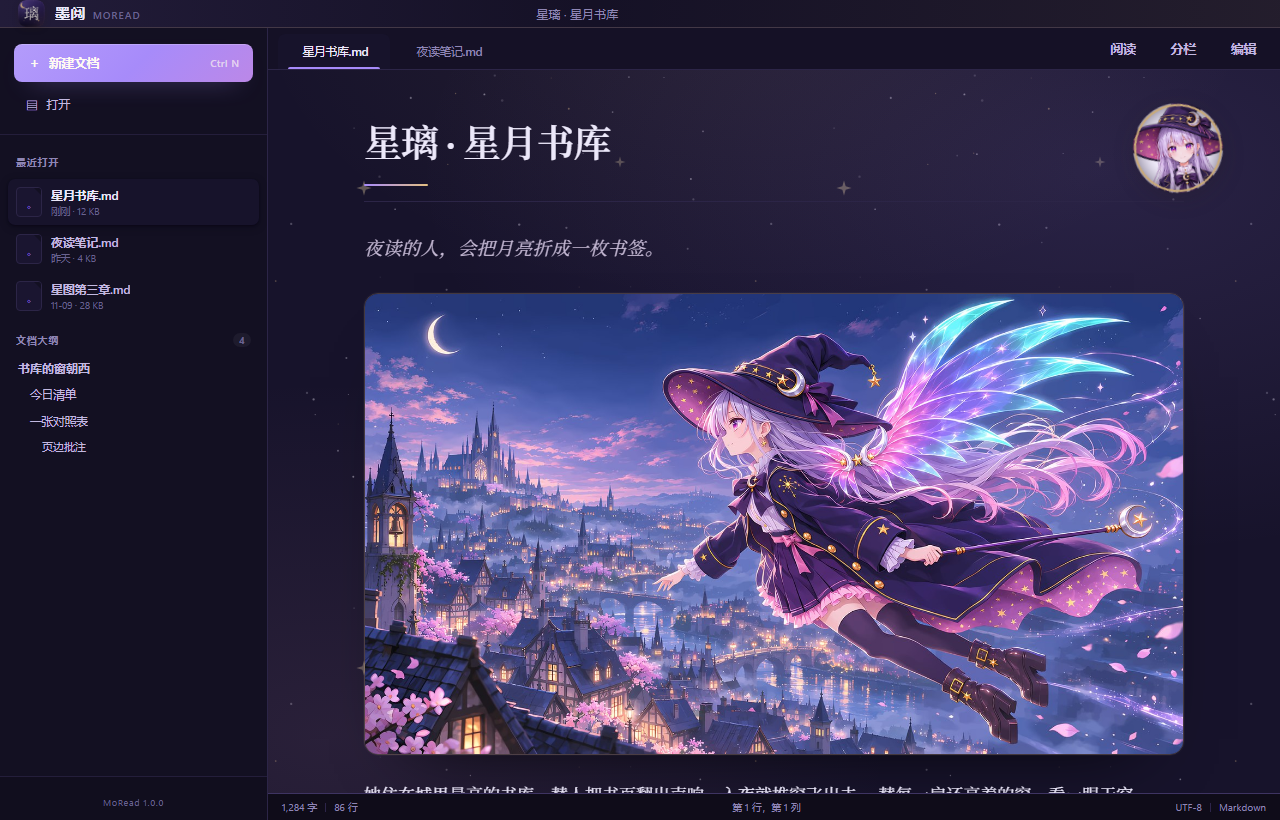 璃 墨阅 MOREAD
星璃 · 星月书库
+ 新建文档 Ctrl N
打开
最近打开
星月书库.md
刚刚 · 12 KB
夜读笔记.md
昨天 · 4 KB
星图第三章.md
11-09 · 28 KB
文档大纲 4
书库的窗朝西
今日清单
一张对照表
页边批注
MoRead 1.0.0
星月书库.md 夜读笔记.md
阅读 分栏 编辑
星璃 · 星月书库
夜读的人，会把月亮折成一枚书签。
1,284 字 86 行
第 1 行，第 1 列
UTF-8 Markdown